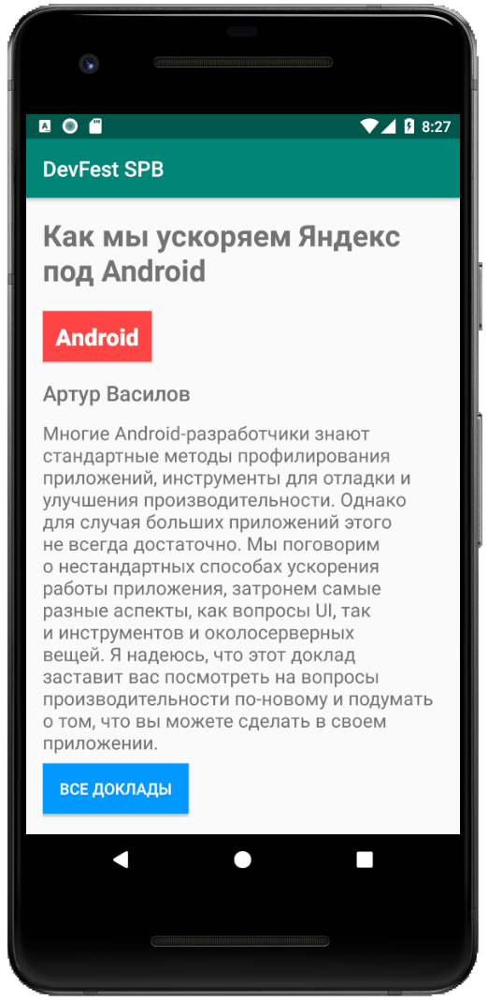 8:27
DevFest SPB
Как мы ускоряем Яндекс
под Android
Android
Артур Василов
Многие Android-разработчики знают
стандартные методы профилирования
приложений, инструменты для отладки и
улучшения производительности. Однако
для случая больших приложений этого
не всегда достаточно. Мы поговорим
о нестандартных способах ускорения
работы приложения, затронем самые
разные аспекты, как вопросы UI, так
и инструментов и околосерверных
вещей. Я надеюсь, что этот доклад
заставит вас посмотреть на вопросы
производительности по-новому и подумать
о том, что вы можете сделать в своем
приложении.
ВСЕ ДОКЛАДЫ